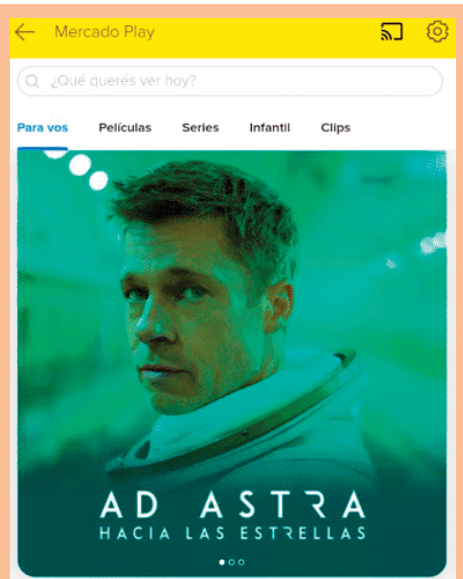 Mercado Play
¿Qué querés ver hoy?
Para vos Películas Series Infantil Clips
AD ASTRA
HACIA LAS ESTRELLAS